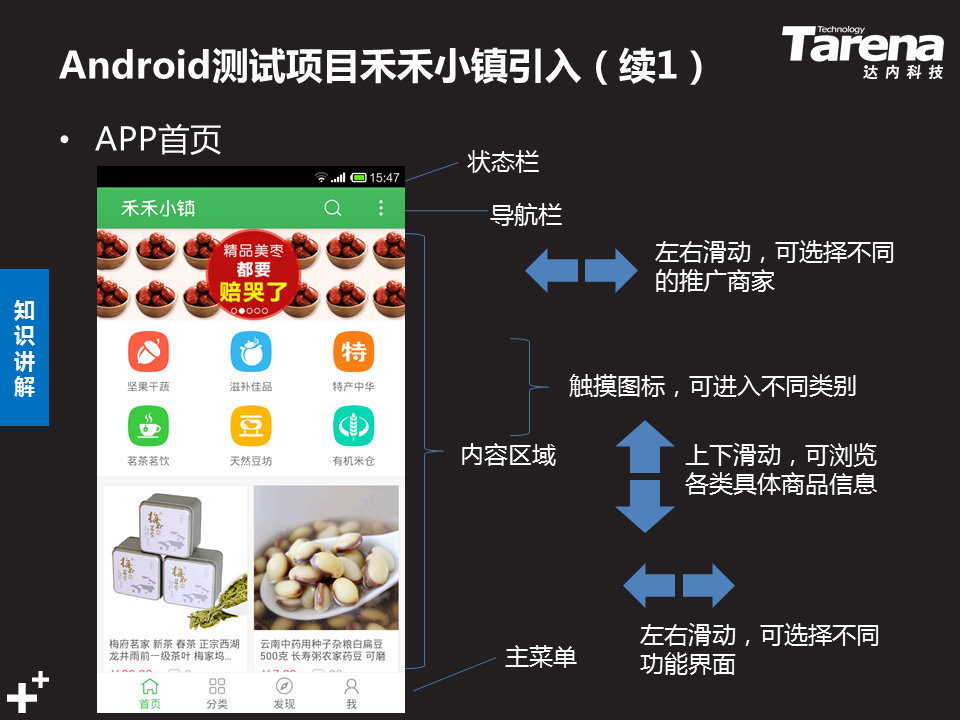 Android测试项目禾禾小镇引入（续1）
Technology
Tarena
达内科技
• APP首页
知识讲解
15:47
禾禾小镇
精品美枣
都要
赔哭了
坚果干蔬
滋补佳品
特
特产中华
茗茶茗饮
天然豆坊
有机米仓
梅府茗家 新茶 春茶 正宗西湖
龙井雨前一级茶叶 梅家坞...
云南中药用种子杂粮白扁豆
500克 长寿粥农家药豆 可磨
首页
分类
发现
我
状态栏
导航栏
左右滑动，可选择不同
的推广商家
触摸图标，可进入不同类别
内容区域
上下滑动，可浏览
各类具体商品信息
左右滑动，可选择不同
功能界面
主菜单